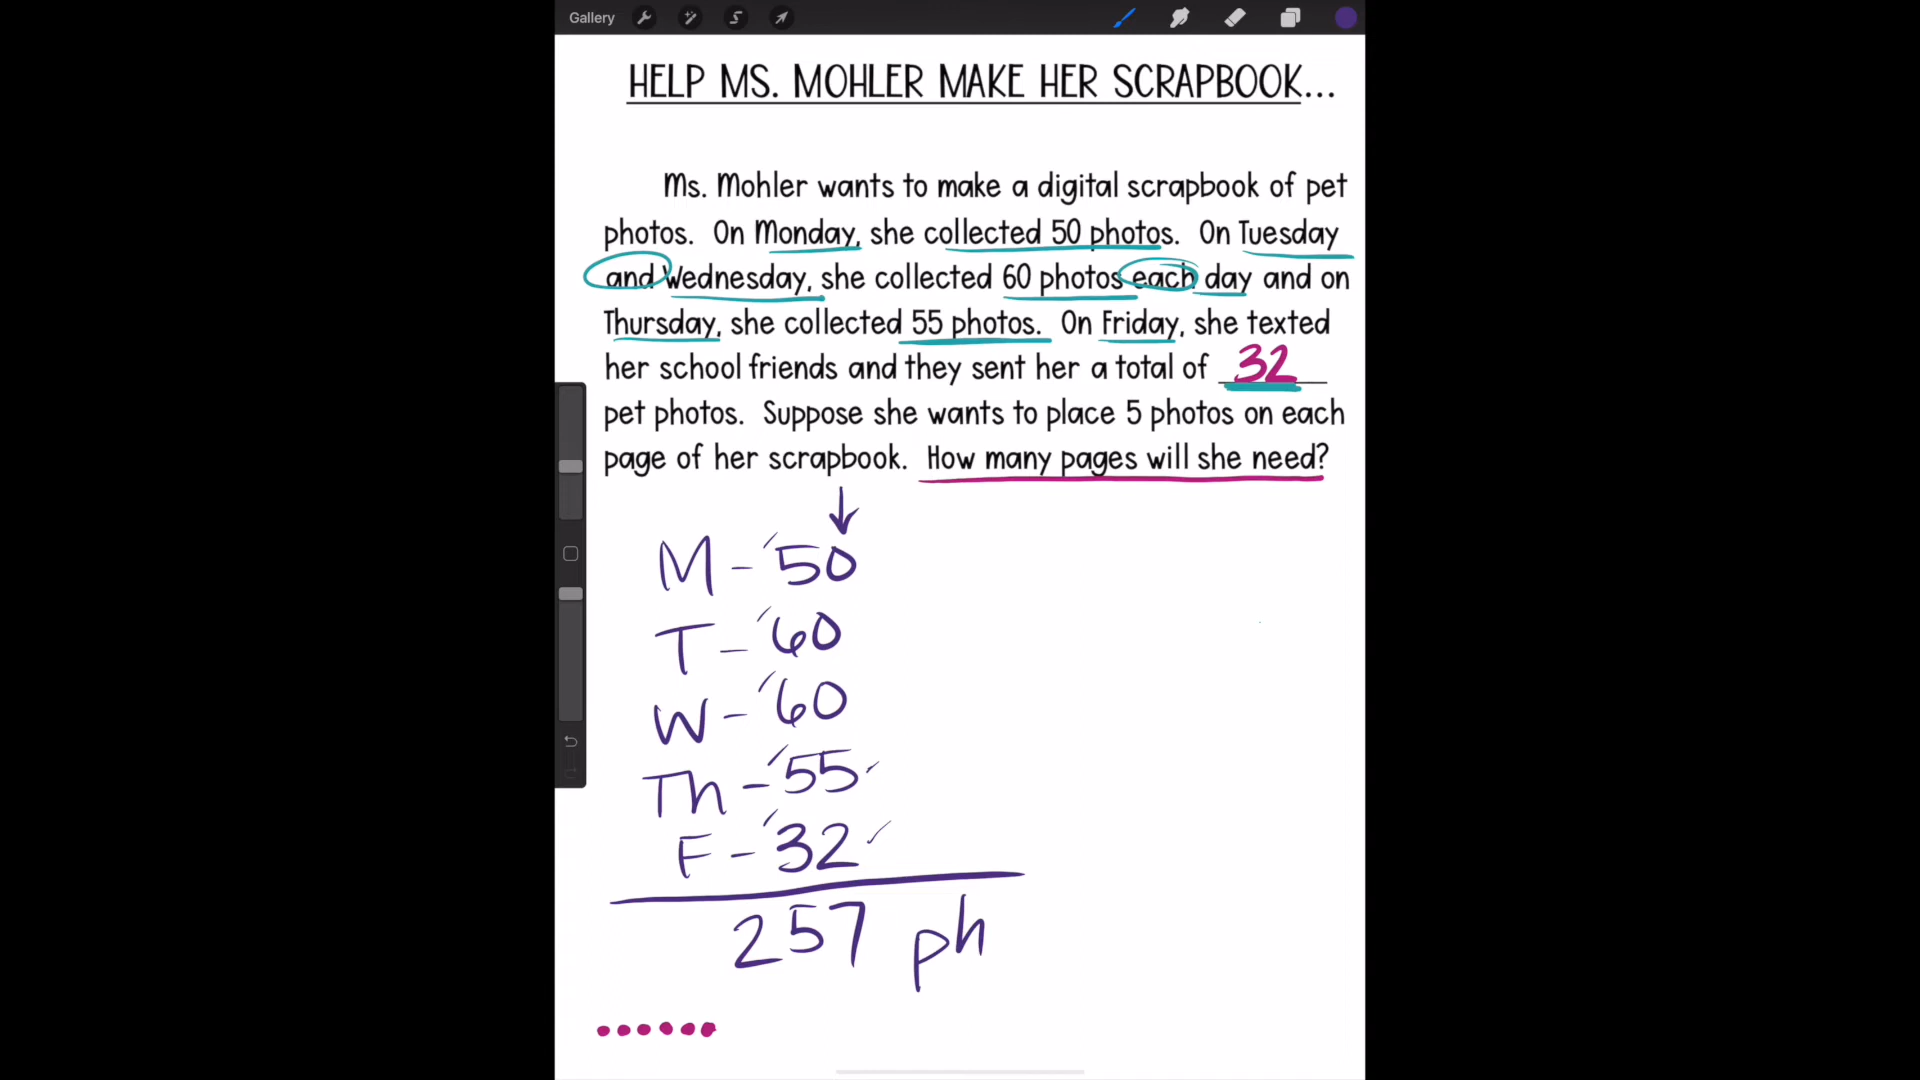 Gallery
HELP MS. MOHLER MAKE HER SCRAPBOOK...
Ms. Mohler wants to make a digital scrapbook of pet
photos. On Monday, she collected 50 photos. On Tuesday
and Wednesday, she collected 60 photos each day and on
Thursday, she collected 55 photos. On Friday, she texted
her school friends and they sent her a total of 32
pet photos. Suppose she wants to place 5 photos on each
page of her scrapbook. How many pages will she need?
M - 50
T - 60
W - 60
Th - 55
F - 32
257 ph